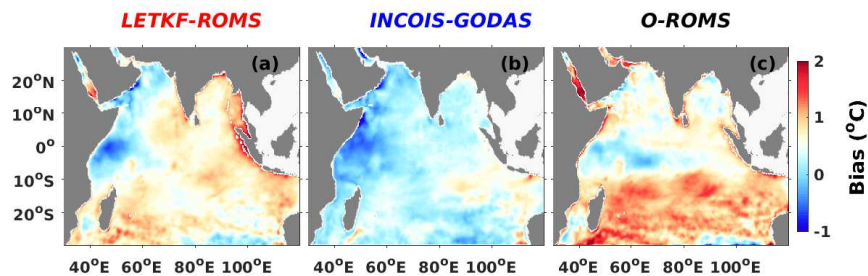 LETKF-ROMS INCOIS-GODAS O-ROMS
(a) (b) (c)
20°N
10°N
0°
10°S
20°S
40°E 60°E 80°E 100°E 40°E 60°E 80°E 100°E 40°E 60°E 80°E 100°E
2
1
0
-1
Bias (°C)